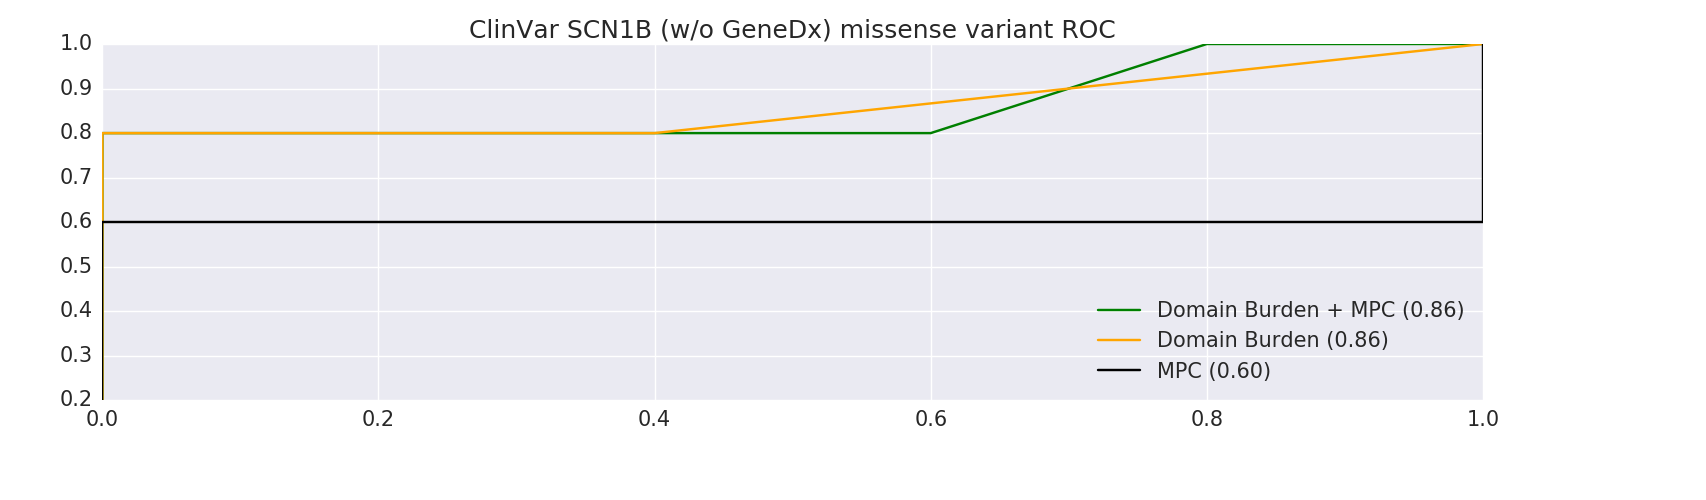 ClinVar SCN1B (w/o GeneDx) missense variant ROC
1.0
0.9
0.8
0.7
0.6
0.5
0.4
0.3
0.2
Domain Burden + MPC (0.86)
Domain Burden (0.86)
MPC (0.60)
0.0 0.2 0.4 0.6 0.8 1.0